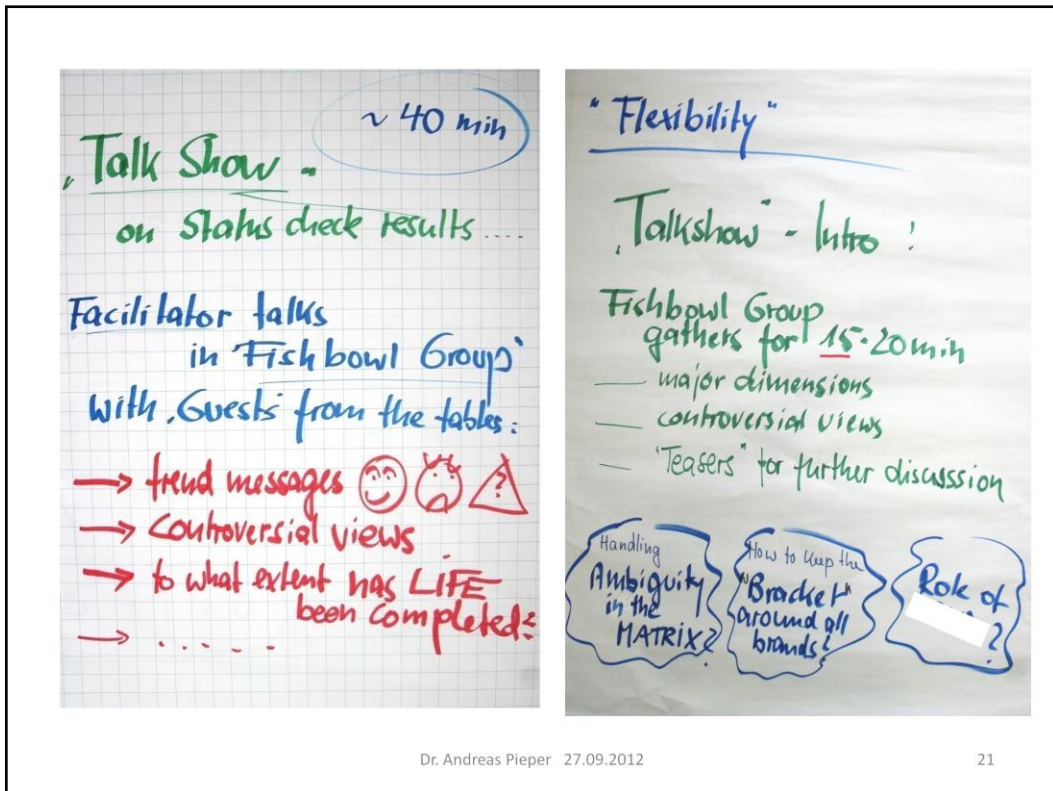 ~ 40 min
"Talk Show -
on Status check results ....
Facilitator talks
in 'Fishbowl Group'
with 'Guests' from the tables:
→ trend messages
?
→ controversial views
→ to what extent has LIFE
been completed?
→ . . . . .
"Flexibility"
"Talkshow" - Intro !
Fishbowl Group
gathers for 15-20min
— major dimensions
— controversial views
— "Teasers" for further discussion
Handling
Ambiguity
in the
MATRIX?
How to keep the
"Bracket"
around all
brands?
Role of
?
Dr. Andreas Pieper 27.09.2012
21